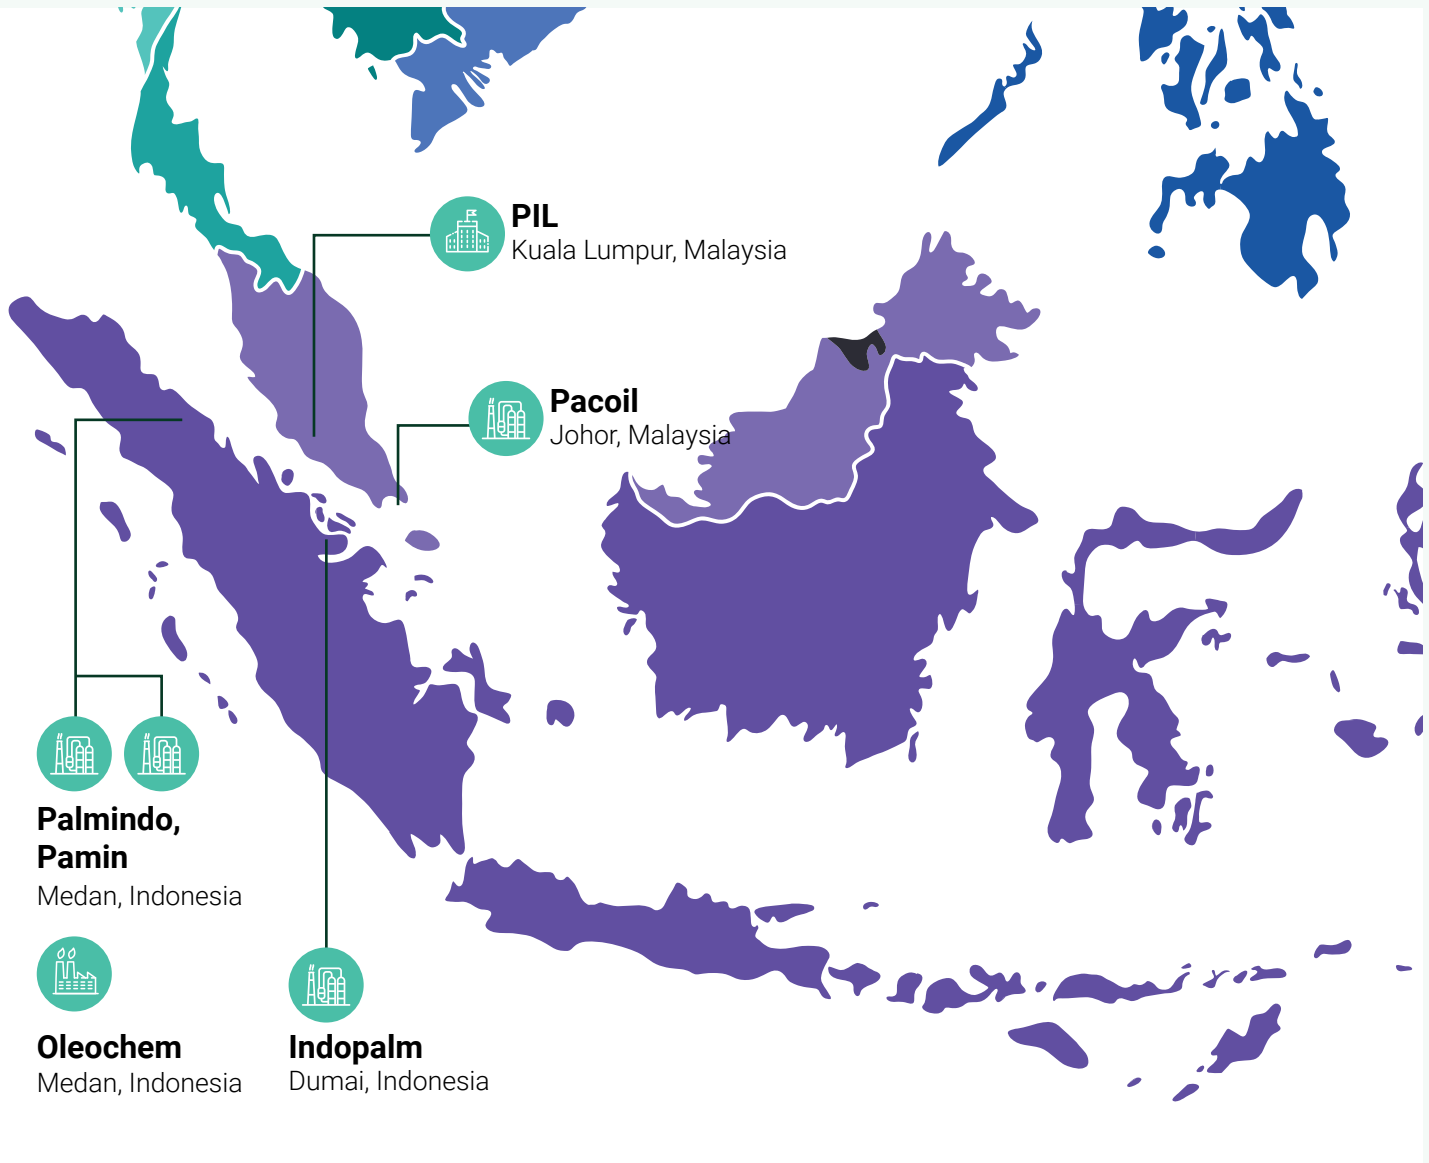 PIL
Kuala Lumpur, Malaysia
Pacoil
Johor, Malaysia
Palmindo,
Pamin
Medan, Indonesia
Oleochem
Medan, Indonesia
Indopalm
Dumai, Indonesia